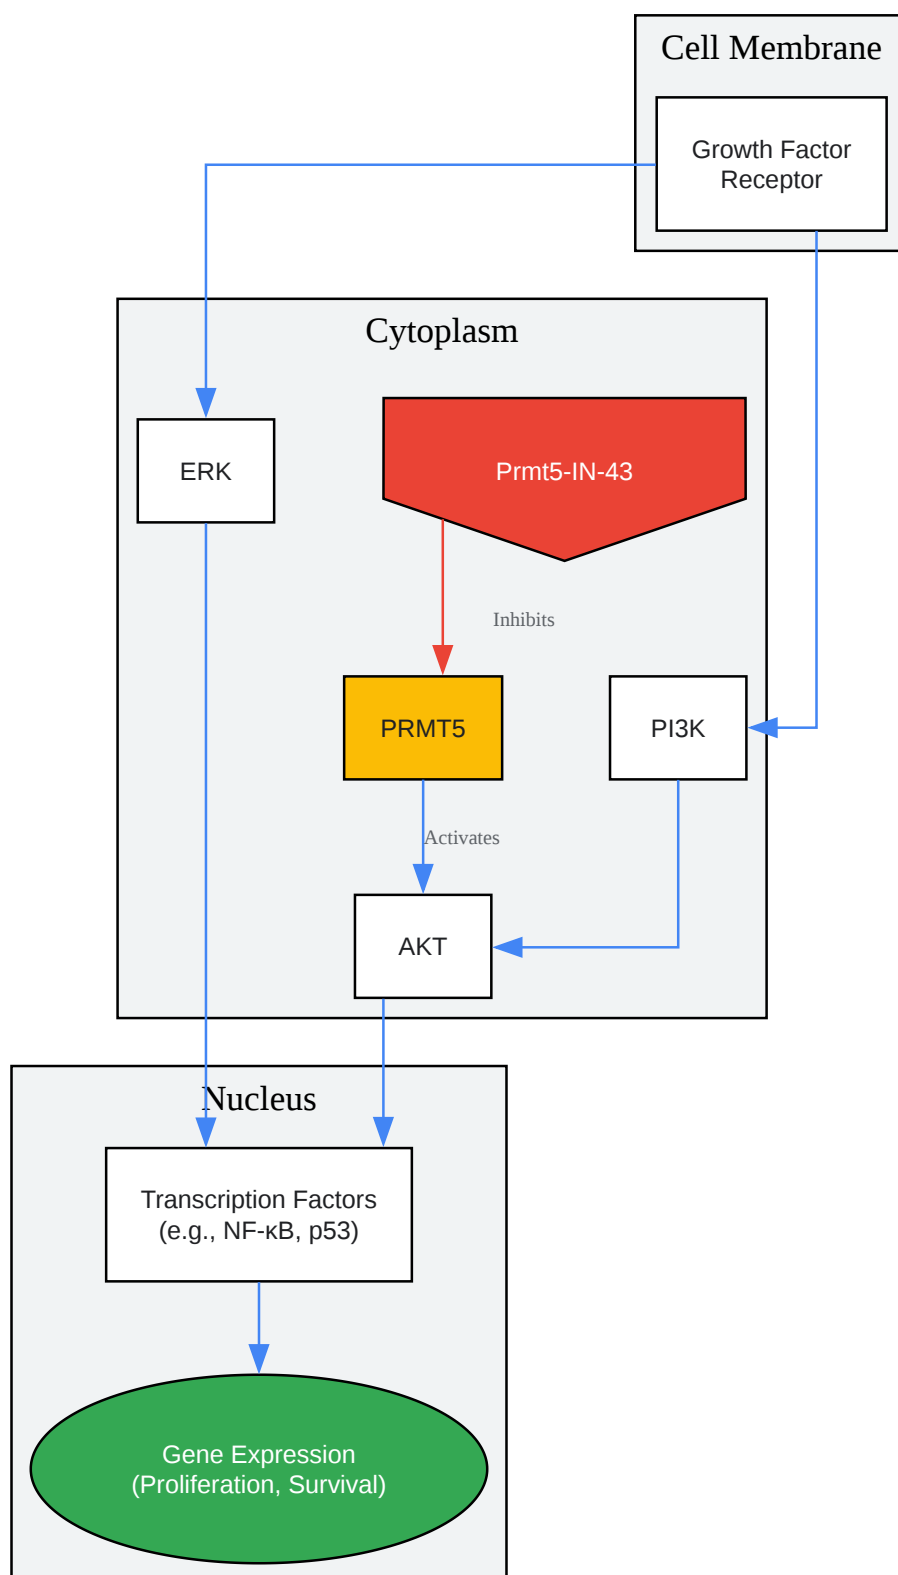 Cell Membrane
Growth Factor
Receptor
Cytoplasm
ERK
Prmt5-IN-43
Inhibits
PRMT5
PI3K
Activates
AKT
Nucleus
Transcription Factors
(e.g., NF-κB, p53)
Gene Expression
(Proliferation, Survival)